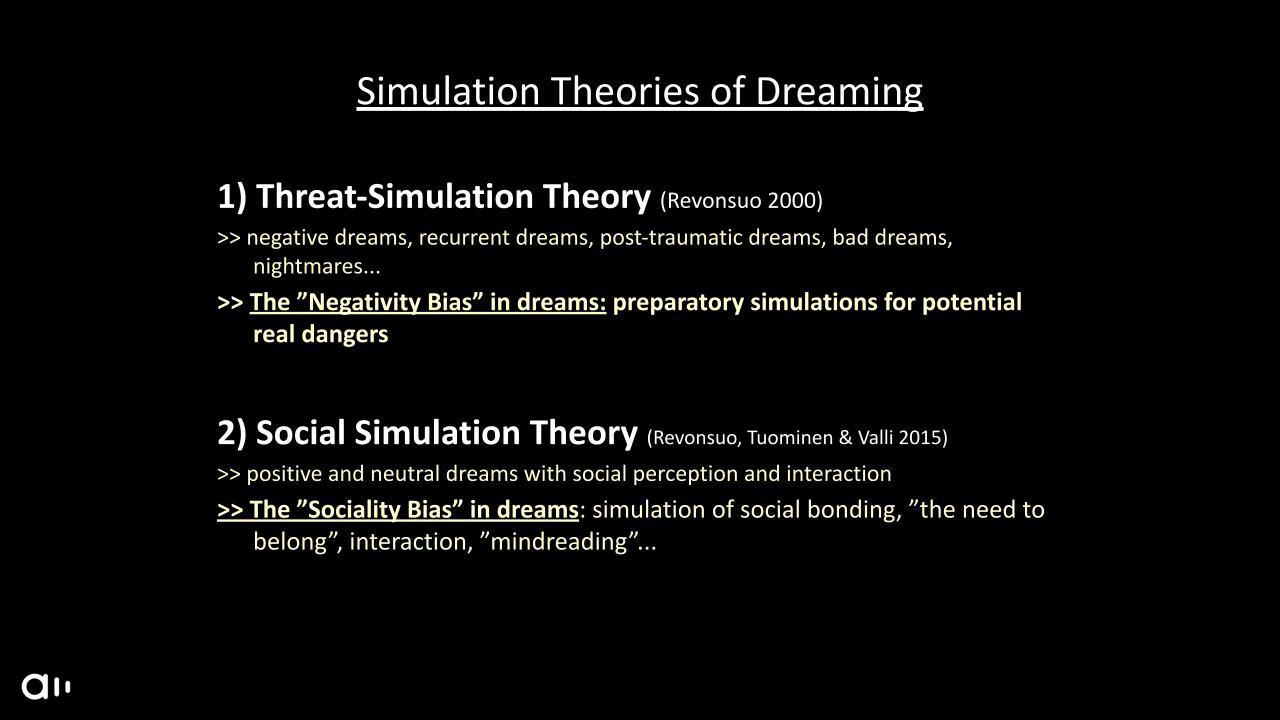 Simulation Theories of Dreaming
1) Threat-Simulation Theory (Revonsuo 2000)
>> negative dreams, recurrent dreams, post-traumatic dreams, bad dreams,
nightmares...
>> The ”Negativity Bias” in dreams: preparatory simulations for potential
real dangers
2) Social Simulation Theory (Revonsuo, Tuominen & Valli 2015)
>> positive and neutral dreams with social perception and interaction
>> The ”Sociality Bias” in dreams: simulation of social bonding, ”the need to
belong”, interaction, ”mindreading”...